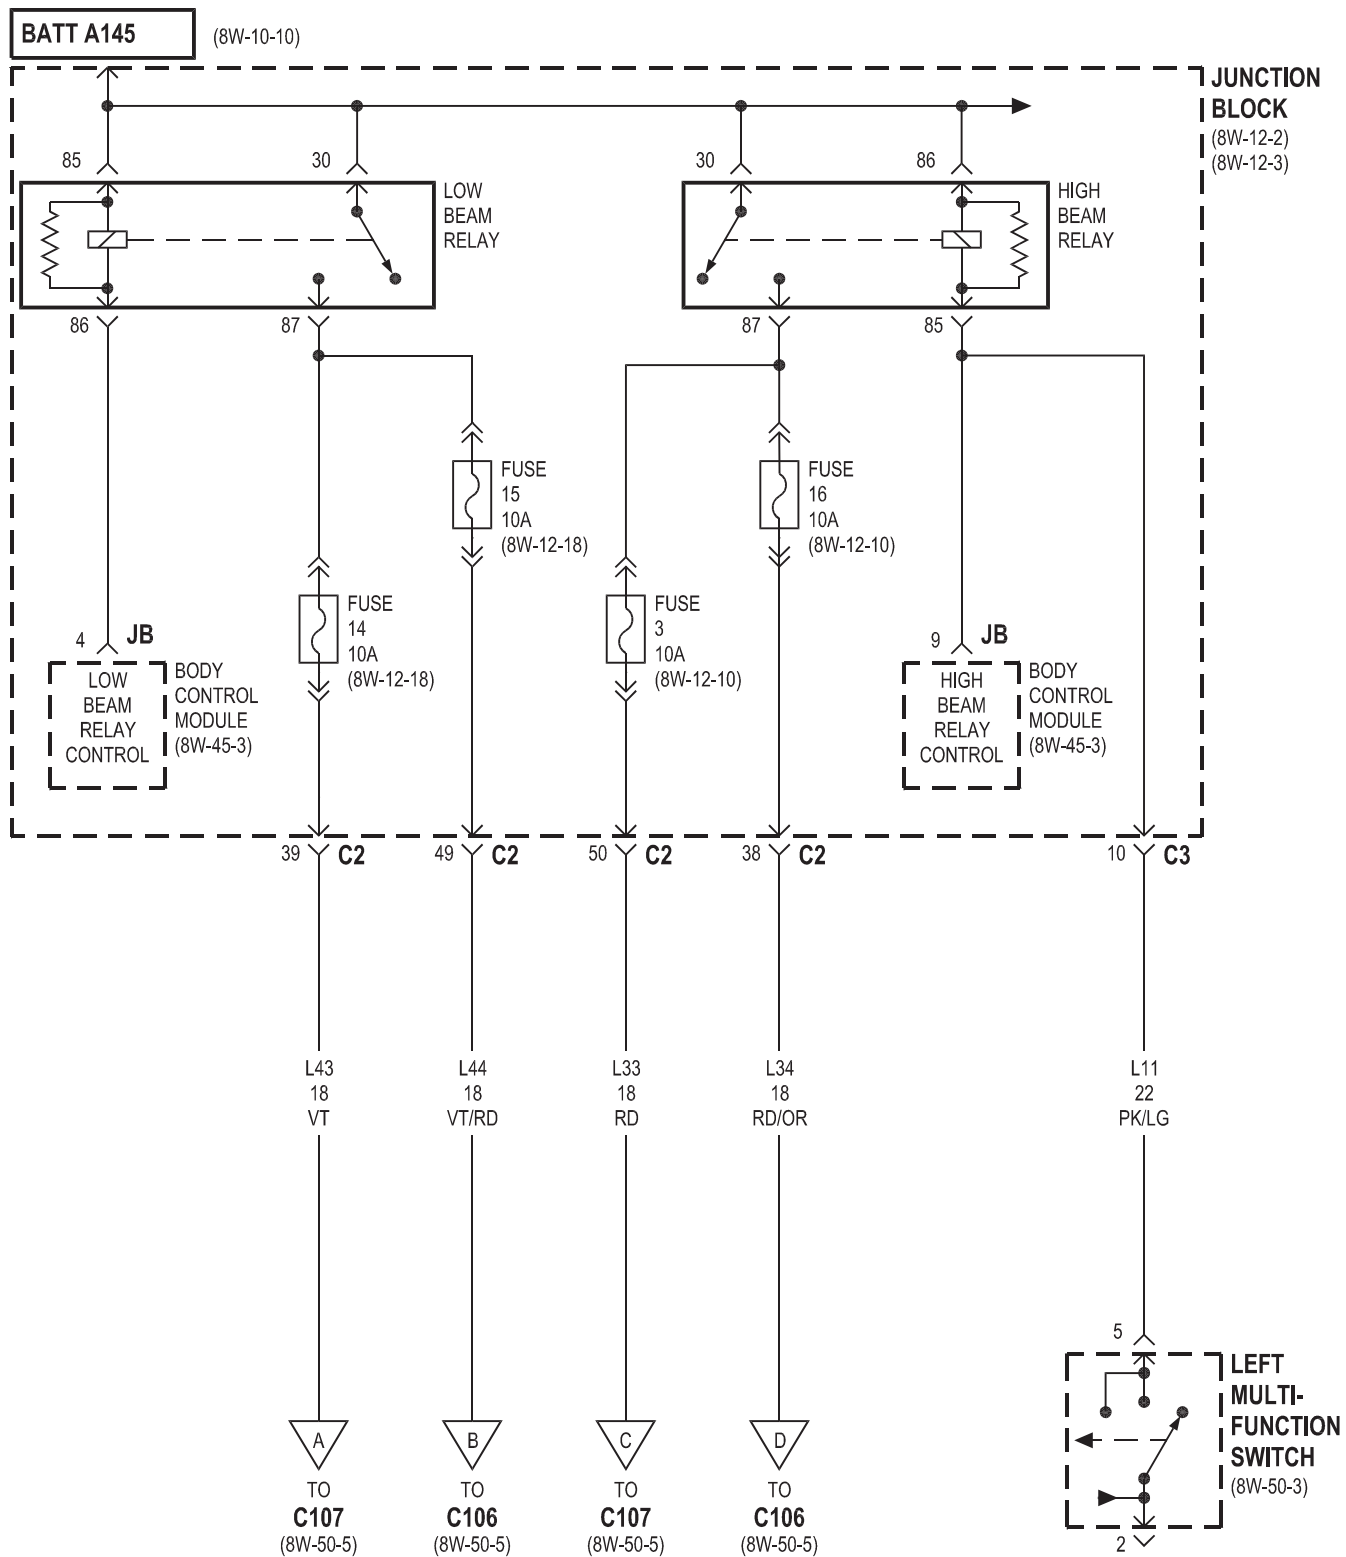 BATT A145
(8W-10-10)
JUNCTION
BLOCK
(8W-12-2)
(8W-12-3)
85
30
30
86
LOW
BEAM
RELAY
HIGH
BEAM
RELAY
86
87
87
85
FUSE
15
10A
(8W-12-18)
FUSE
16
10A
(8W-12-10)
FUSE
14
10A
(8W-12-18)
FUSE
3
10A
(8W-12-10)
4
JB
LOW
BEAM
RELAY
CONTROL
BODY
CONTROL
MODULE
(8W-45-3)
9
JB
HIGH
BEAM
RELAY
CONTROL
BODY
CONTROL
MODULE
(8W-45-3)
39
C2
49
C2
50
C2
38
C2
10
C3
L43
18
VT
L44
18
VT/RD
L33
18
RD
L34
18
RD/OR
L11
22
PK/LG
5
LEFT
MULTI-
FUNCTION
SWITCH
(8W-50-3)
2
A
TO
C107
(8W-50-5)
B
TO
C106
(8W-50-5)
C
TO
C107
(8W-50-5)
D
TO
C106
(8W-50-5)